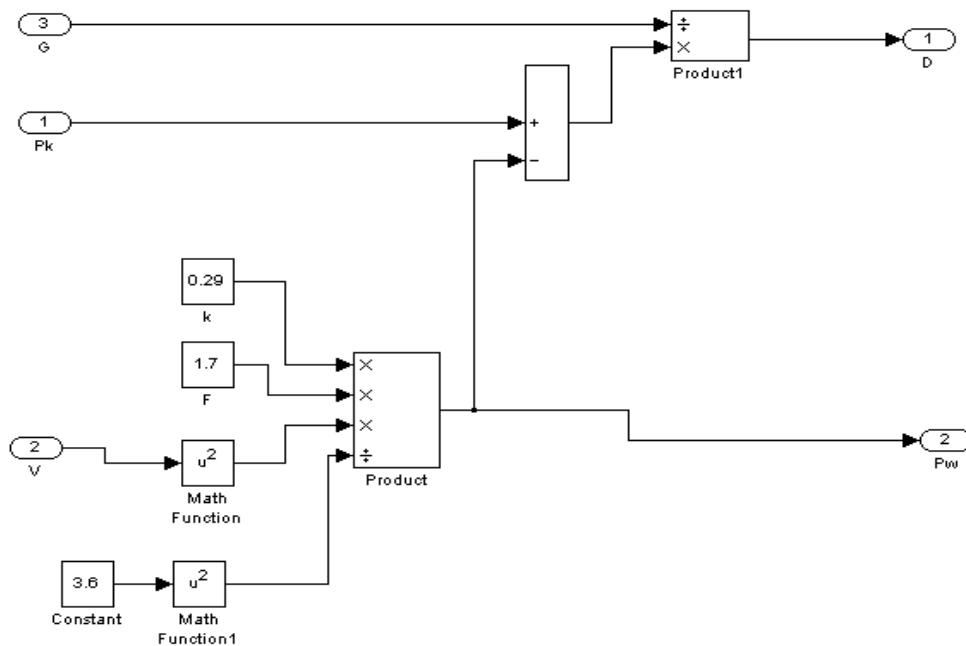 3
G
÷
×
Product1
1
D
1
Pk
+
−
0.29
k
1.7
F
×
×
×
÷
Product
2
V
u²
Math
Function
2
Pw
3.6
Constant
u²
Math
Function1